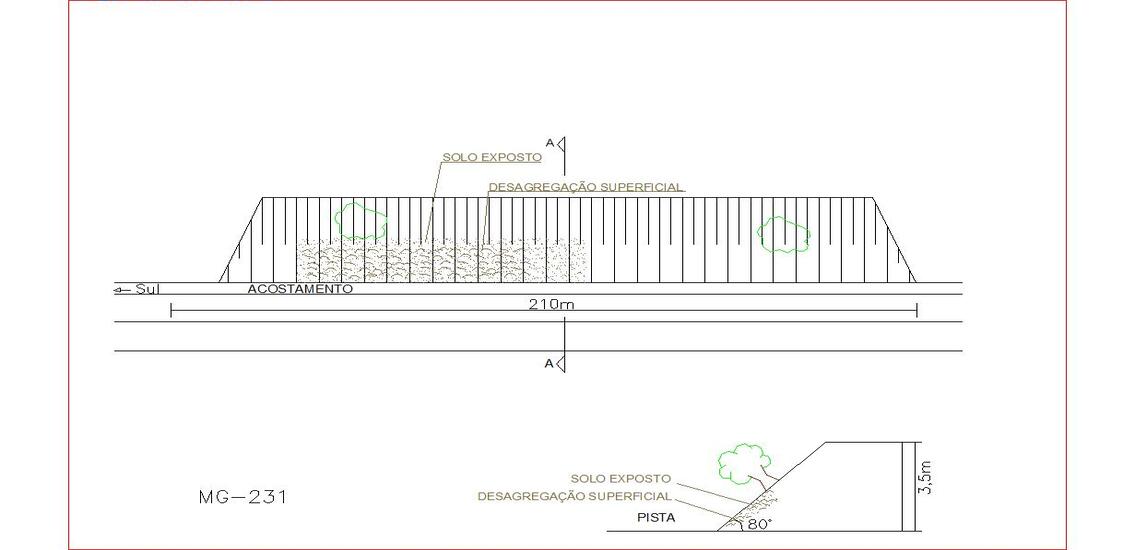 A
SOLO EXPOSTO
DESAGREGAÇÃO SUPERFICIAL
Sul
ACOSTAMENTO
210m
A
SOLO EXPOSTO
DESAGREGAÇÃO SUPERFICIAL
3,5m
MG-231
PISTA
80°